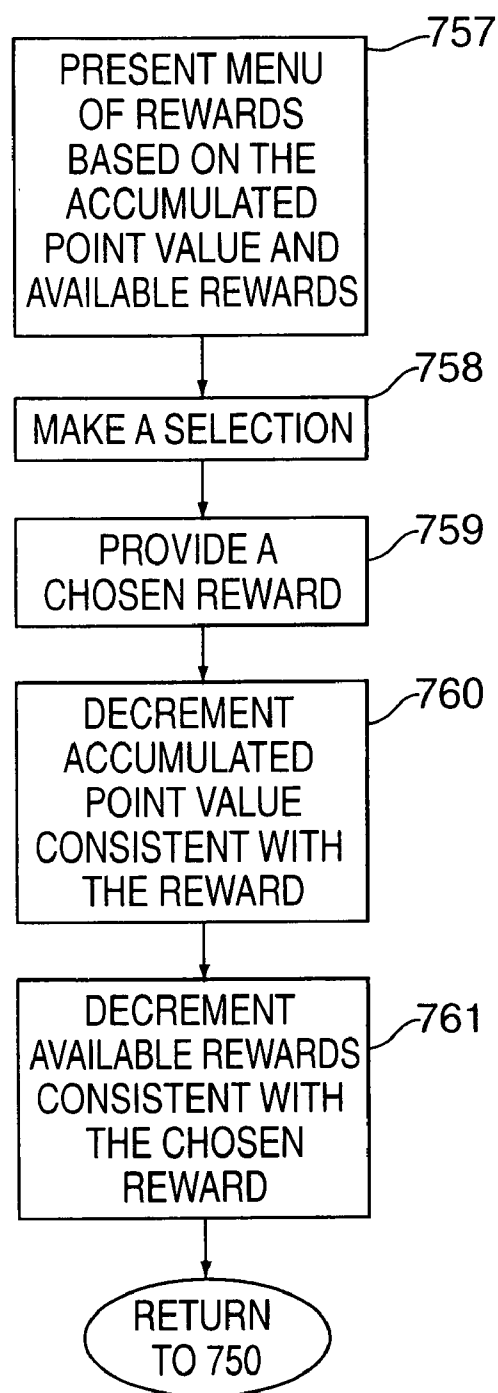 757
PRESENT MENU
OF REWARDS
BASED ON THE
ACCUMULATED
POINT VALUE AND
AVAILABLE REWARDS
758
MAKE A SELECTION
759
PROVIDE A
CHOSEN REWARD
760
DECREMENT
ACCUMULATED
POINT VALUE
CONSISTENT WITH
THE REWARD
761
DECREMENT
AVAILABLE REWARDS
CONSISTENT WITH
THE CHOSEN
REWARD
RETURN
TO 750